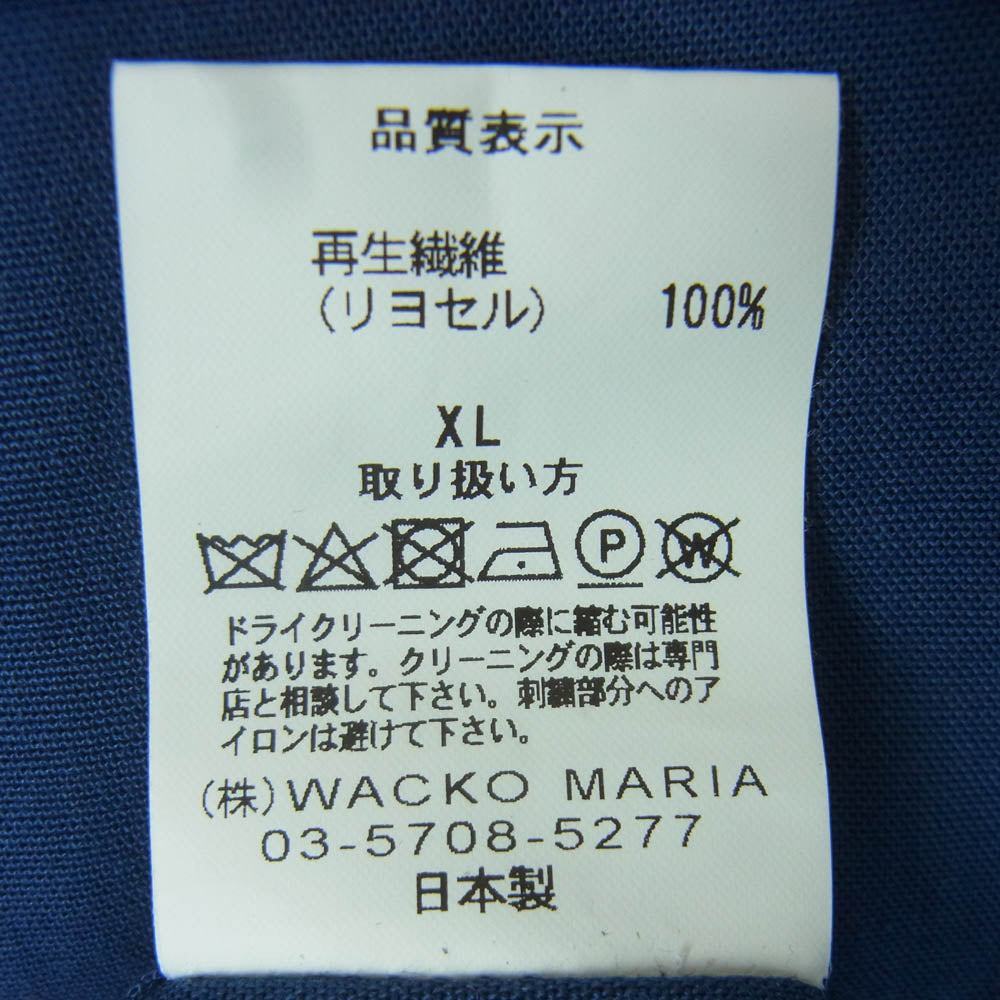 品質表示
再生繊維
(リヨセル) 100%
XL
取り扱い方
P W
ドライクリーニングの際に縮む可能性
があります。クリーニングの際は専門
店と相談して下さい。刺繍部分へのア
イロンは避けて下さい。
(株)WACKO MARIA
03-5708-5277
日本製